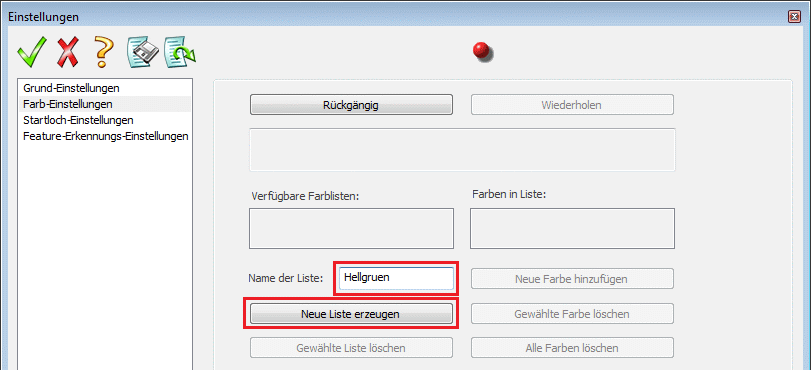 Einstellungen
Grund-Einstellungen
Farb-Einstellungen
Startloch-Einstellungen
Feature-Erkennungs-Einstellungen
Rückgängig
Wiederholen
Verfügbare Farblisten:
Farben in Liste:
Name der Liste:
Hellgruen
Neue Farbe hinzufügen
Neue Liste erzeugen
Gewählte Farbe löschen
Gewählte Liste löschen
Alle Farben löschen